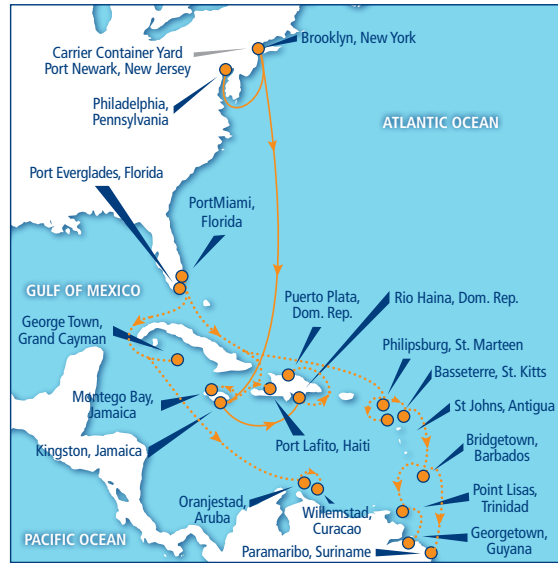 Brooklyn, New York
Carrier Container Yard
Port Newark, New Jersey
Philadelphia,
Pennsylvania
ATLANTIC OCEAN
Port Everglades, Florida
PortMiami,
Florida
GULF OF MEXICO
George Town,
Grand Cayman
Puerto Plata,
Dom. Rep.
Rio Haina, Dom. Rep.
Philipsburg, St. Marteen
Basseterre, St. Kitts
St Johns, Antigua
Montego Bay,
Jamaica
Kingston, Jamaica
Port Lafito, Haiti
Bridgetown,
Barbados
Oranjestad,
Aruba
Willemstad,
Curacao
Point Lisas,
Trinidad
Georgetown,
Guyana
PACIFIC OCEAN
Paramaribo, Suriname